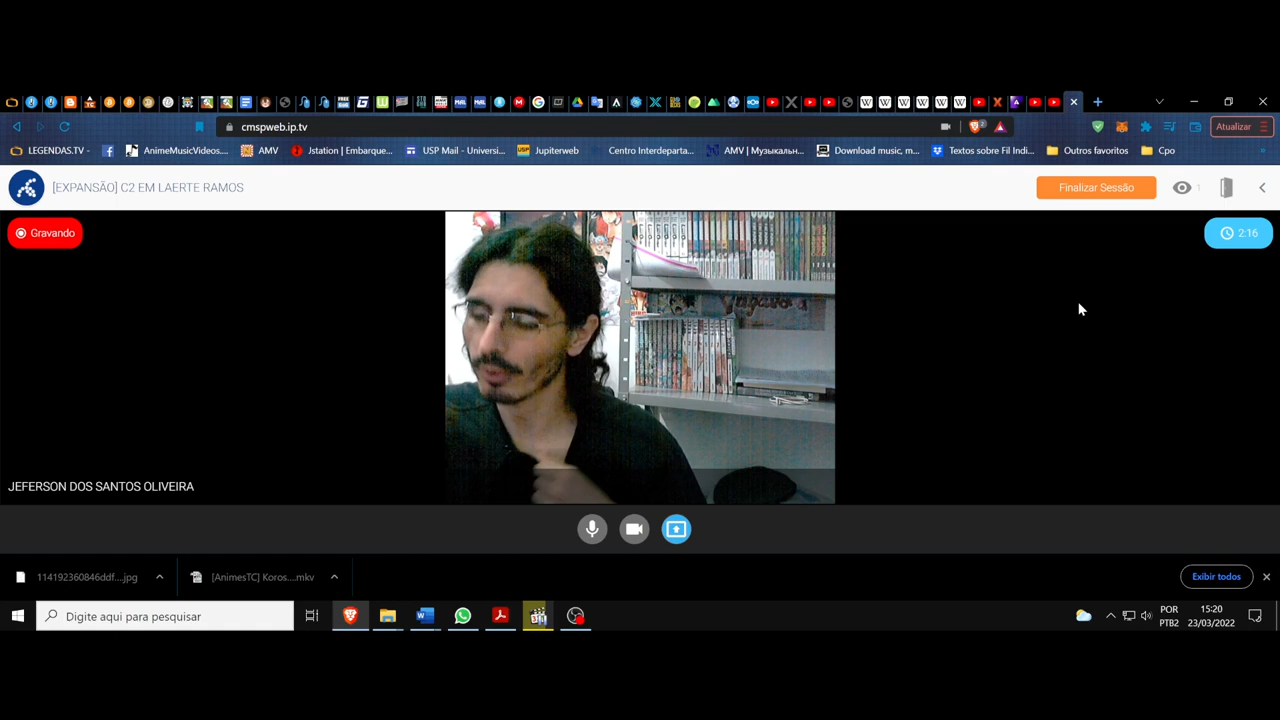 cmspweb.ip.tv
Atualizar
LEGENDAS.TV -
AnimeMusicVideos....
AMV
Jstation | Embarque...
USP Mail - Universi...
USP
Jupiterweb
Centro Interdeparta...
AMV | Музыкальн...
Download music, m...
Textos sobre Fil Indi...
Outros favoritos
Cpo
[EXPANSÃO] C2 EM LAERTE RAMOS
Finalizar Sessão
1
Gravando
2:16
JEFERSON DOS SANTOS OLIVEIRA
114192360846ddf....jpg
[AnimesTC] Koros....mkv
Exibir todos
Digite aqui para pesquisar
POR
PTB2
15:20
23/03/2022